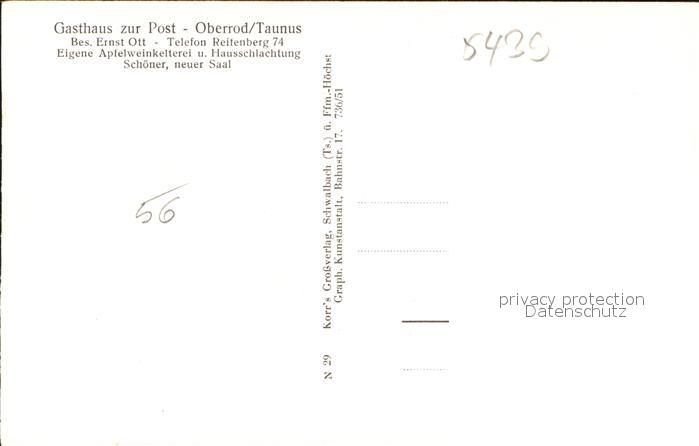 Gasthaus zur Post - Oberrod/Taunus
Bes. Ernst Ott - Telefon Reifenberg 74
Eigene Apfelweinkelterei u. Hausschlachtung
Schöner, neuer Saal
5439
56
N 29 Korr's Großverlag, Schwalbach (Ts.) ü. Ffm.-Höchst
Graph. Kunstanstalt, Bahnstr. 17. 736/51
privacy protection
Datenschutz